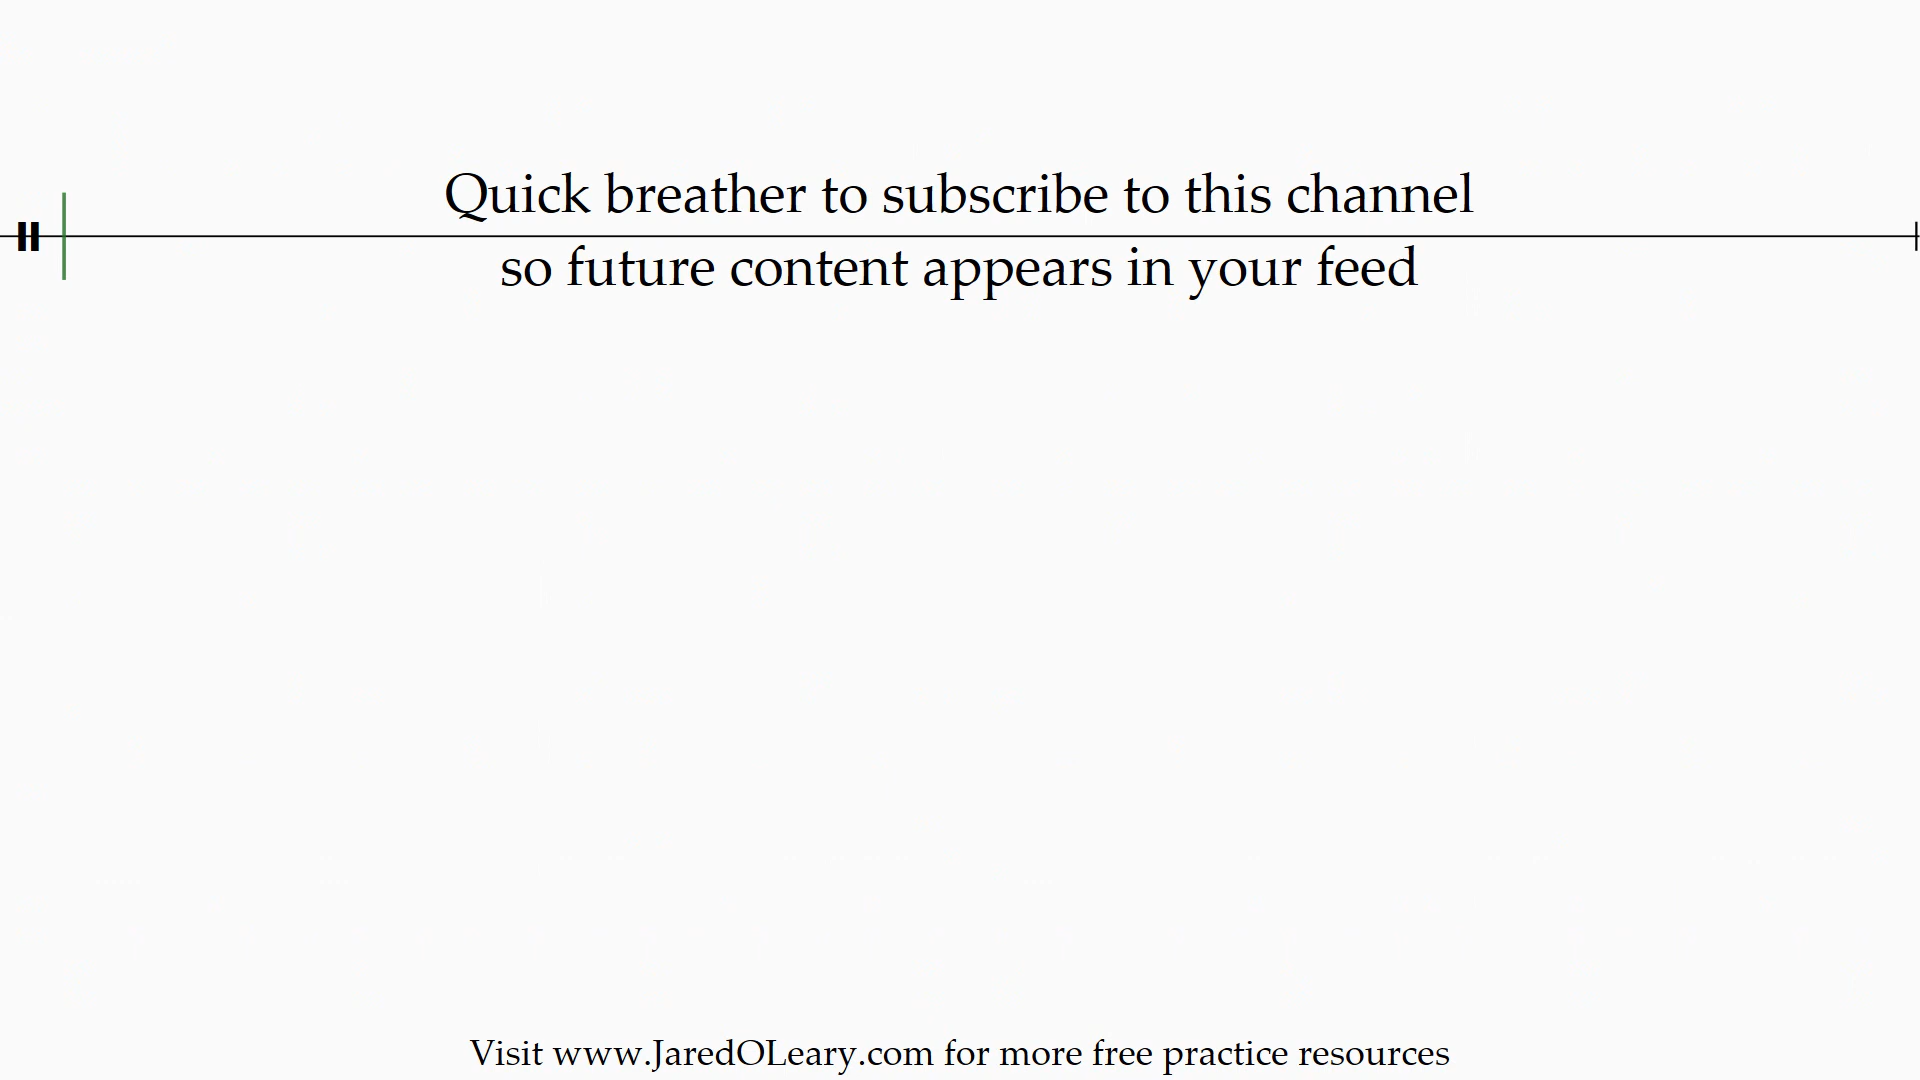 Quick breather to subscribe to this channel
so future content appears in your feed
Visit www.JaredOLeary.com for more free practice resources